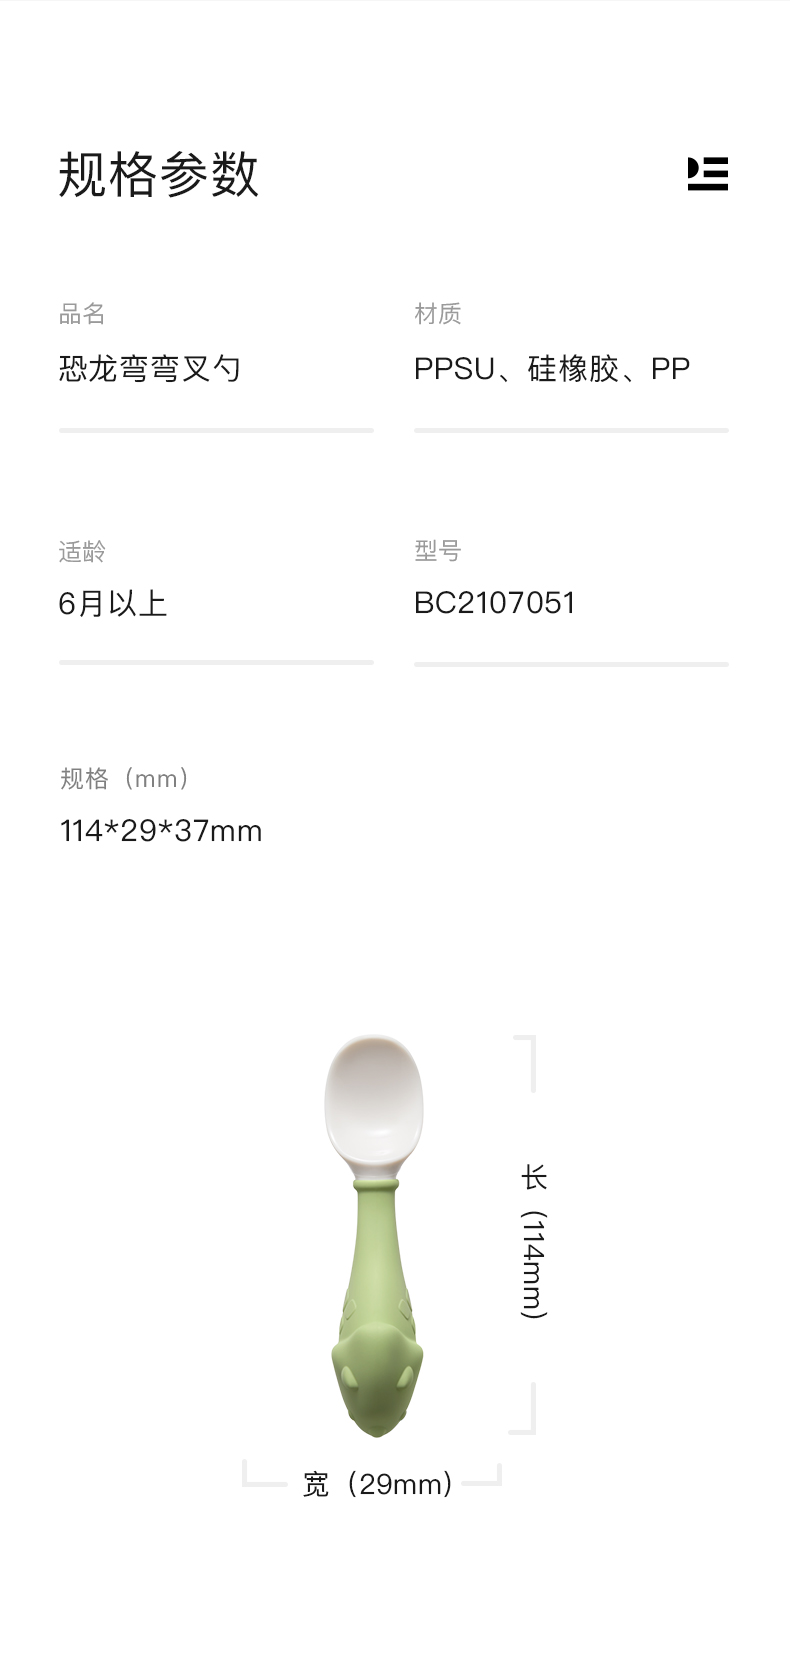 规格参数
品名
恐龙弯弯叉勺
材质
PPSU、硅橡胶、PP
适龄
6月以上
型号
BC2107051
规格（mm）
114*29*37mm
长（114mm）
宽（29mm）